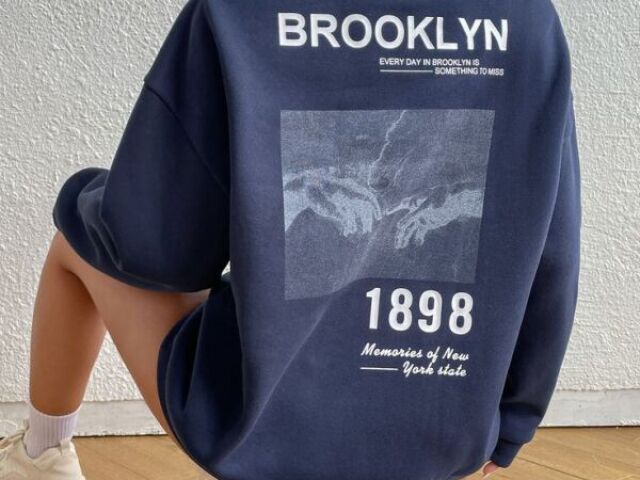 BROOKLYN
EVERY DAY IN BROOKLYN IS
SOMETHING TO MISS
1898
Memories of New
York state